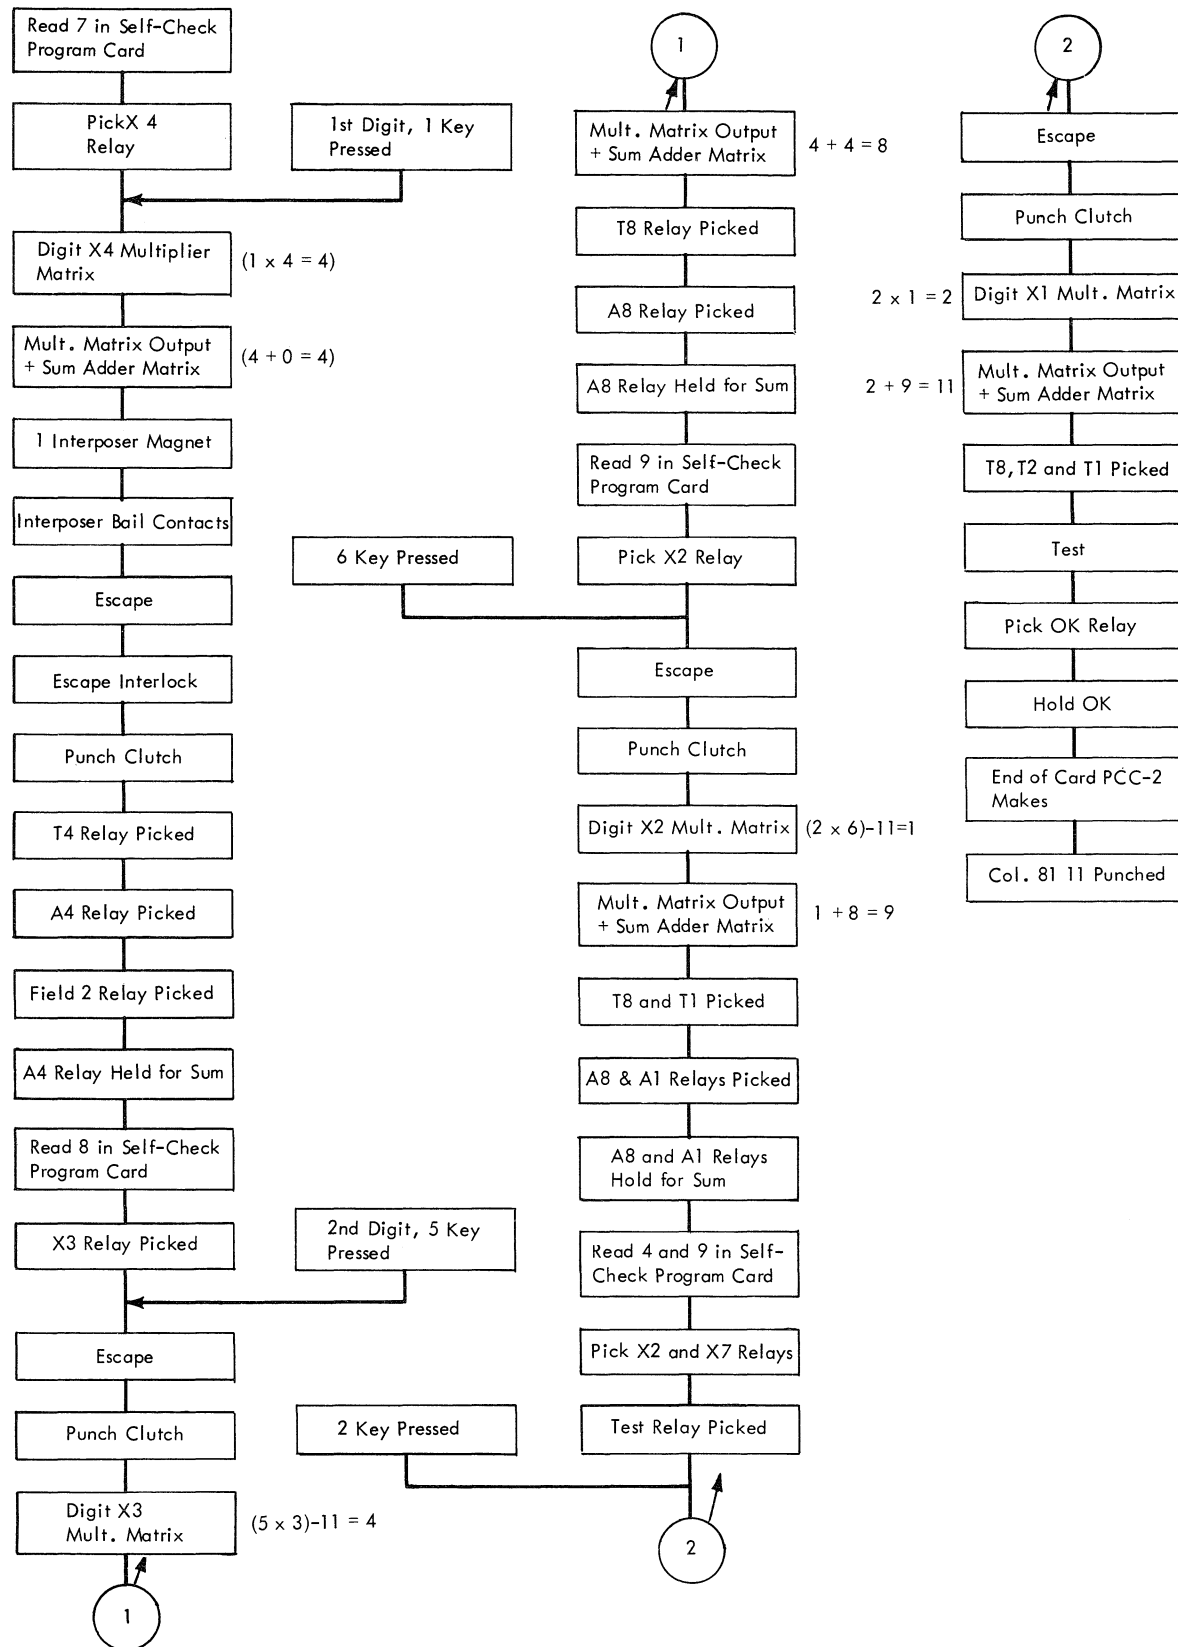 Read 7 in Self-Check
Program Card
PickX 4
Relay
1st Digit, 1 Key
Pressed
Digit X4 Multiplier
Matrix
(1 x 4 = 4)
Mult. Matrix Output
+ Sum Adder Matrix
(4 + 0 = 4)
1 Interposer Magnet
Interposer Bail Contacts
Escape
Escape Interlock
Punch Clutch
T4 Relay Picked
A4 Relay Picked
Field 2 Relay Picked
A4 Relay Held for Sum
Read 8 in Self-Check
Program Card
X3 Relay Picked
2nd Digit, 5 Key
Pressed
Escape
Punch Clutch
Digit X3
Mult. Matrix
(5 x 3)-11 = 4
1
1
Mult. Matrix Output
+ Sum Adder Matrix
4 + 4 = 8
T8 Relay Picked
A8 Relay Picked
A8 Relay Held for Sum
Read 9 in Self-Check
Program Card
Pick X2 Relay
6 Key Pressed
Escape
Punch Clutch
Digit X2 Mult. Matrix
(2 x 6)-11=1
Mult. Matrix Output
+ Sum Adder Matrix
1 + 8 = 9
T8 and T1 Picked
A8 & A1 Relays Picked
A8 and A1 Relays
Hold for Sum
Read 4 and 9 in Self-
Check Program Card
Pick X2 and X7 Relays
Test Relay Picked
2 Key Pressed
2
2
Escape
Punch Clutch
2 x 1 = 2
Digit X1 Mult. Matrix
2 + 9 = 11
Mult. Matrix Output
+ Sum Adder Matrix
T8, T2 and T1 Picked
Test
Pick OK Relay
Hold OK
End of Card PCC-2
Makes
Col. 81 11 Punched